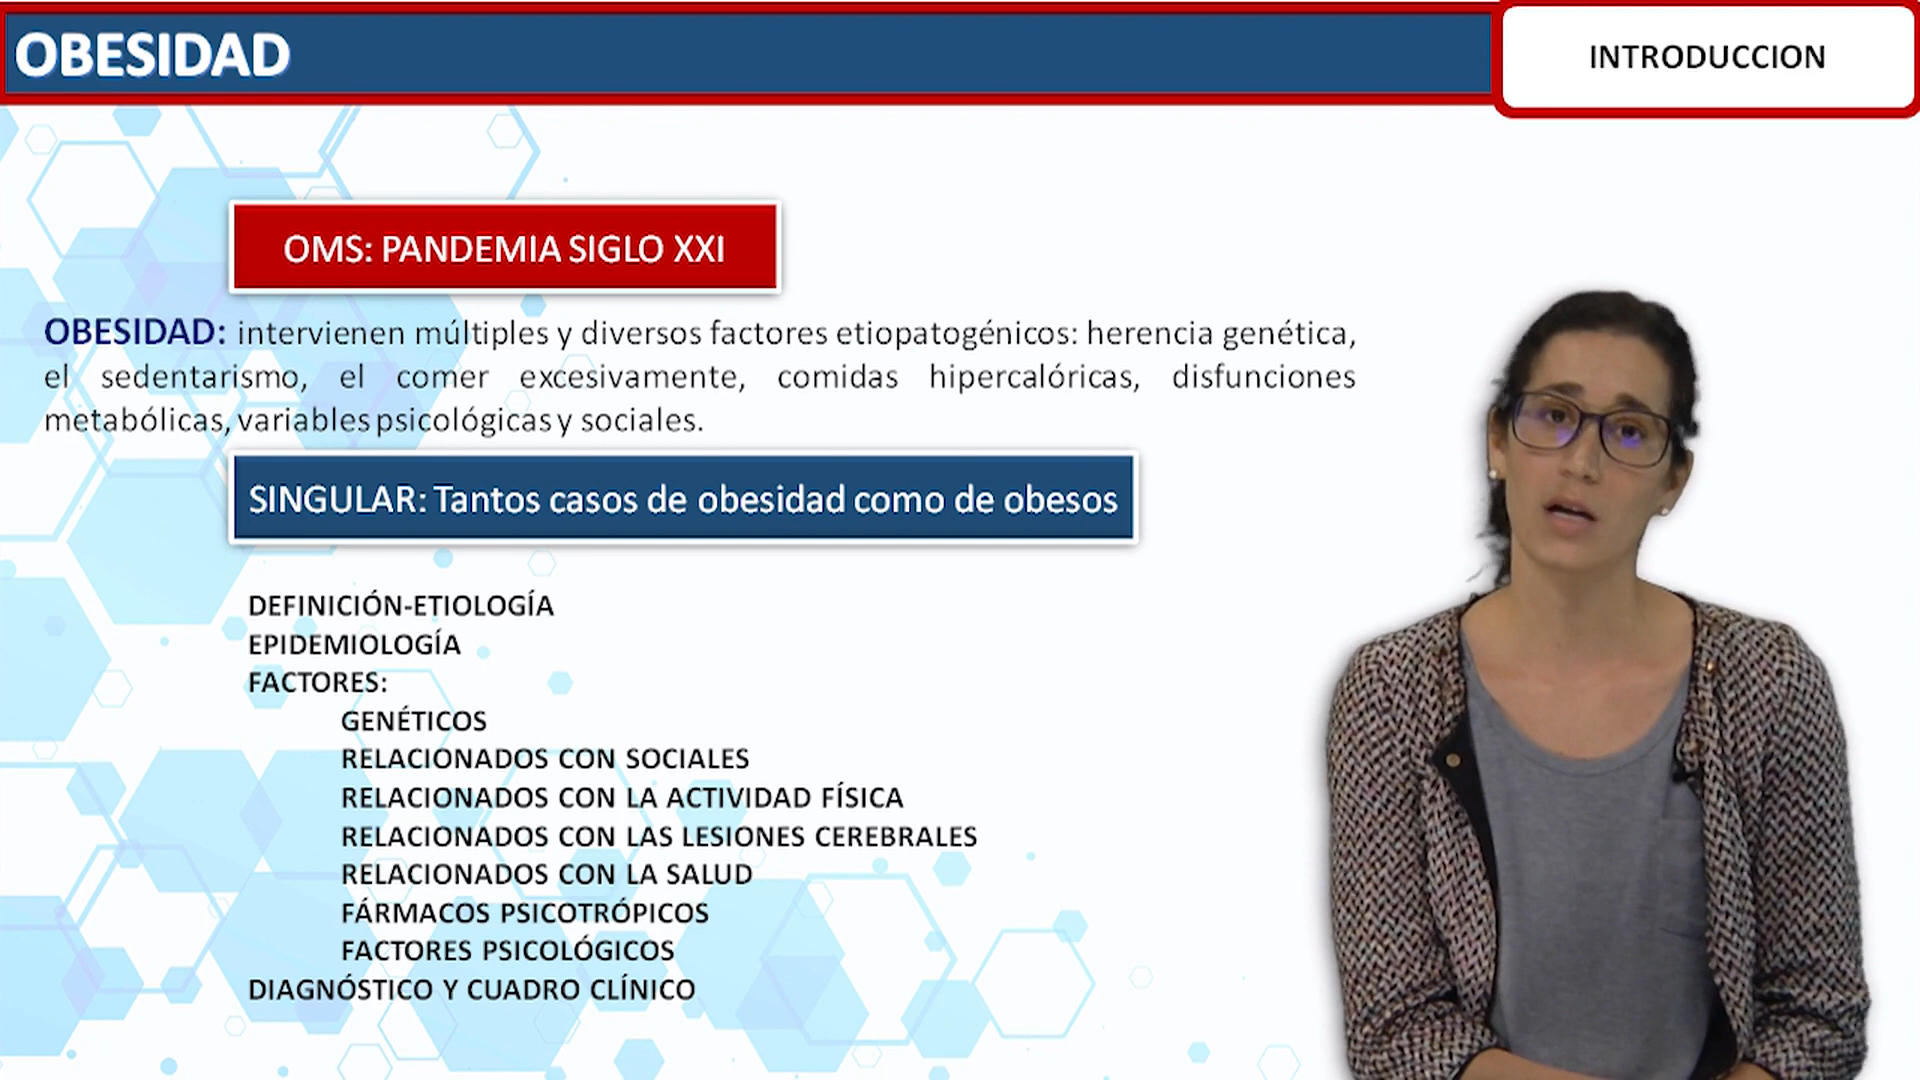 OBESIDAD
INTRODUCCION
OMS: PANDEMIA SIGLO XXI
OBESIDAD: intervienen múltiples y diversos factores etiopatogénicos: herencia genética,
el sedentarismo, el comer excesivamente, comidas hipercalóricas, disfunciones
metabólicas, variables psicológicas y sociales.
SINGULAR: Tantos casos de obesidad como de obesos
DEFINICIÓN-ETIOLOGÍA
EPIDEMIOLOGÍA
FACTORES:
GENÉTICOS
RELACIONADOS CON SOCIALES
RELACIONADOS CON LA ACTIVIDAD FÍSICA
RELACIONADOS CON LAS LESIONES CEREBRALES
RELACIONADOS CON LA SALUD
FÁRMACOS PSICOTRÓPICOS
FACTORES PSICOLÓGICOS
DIAGNÓSTICO Y CUADRO CLÍNICO